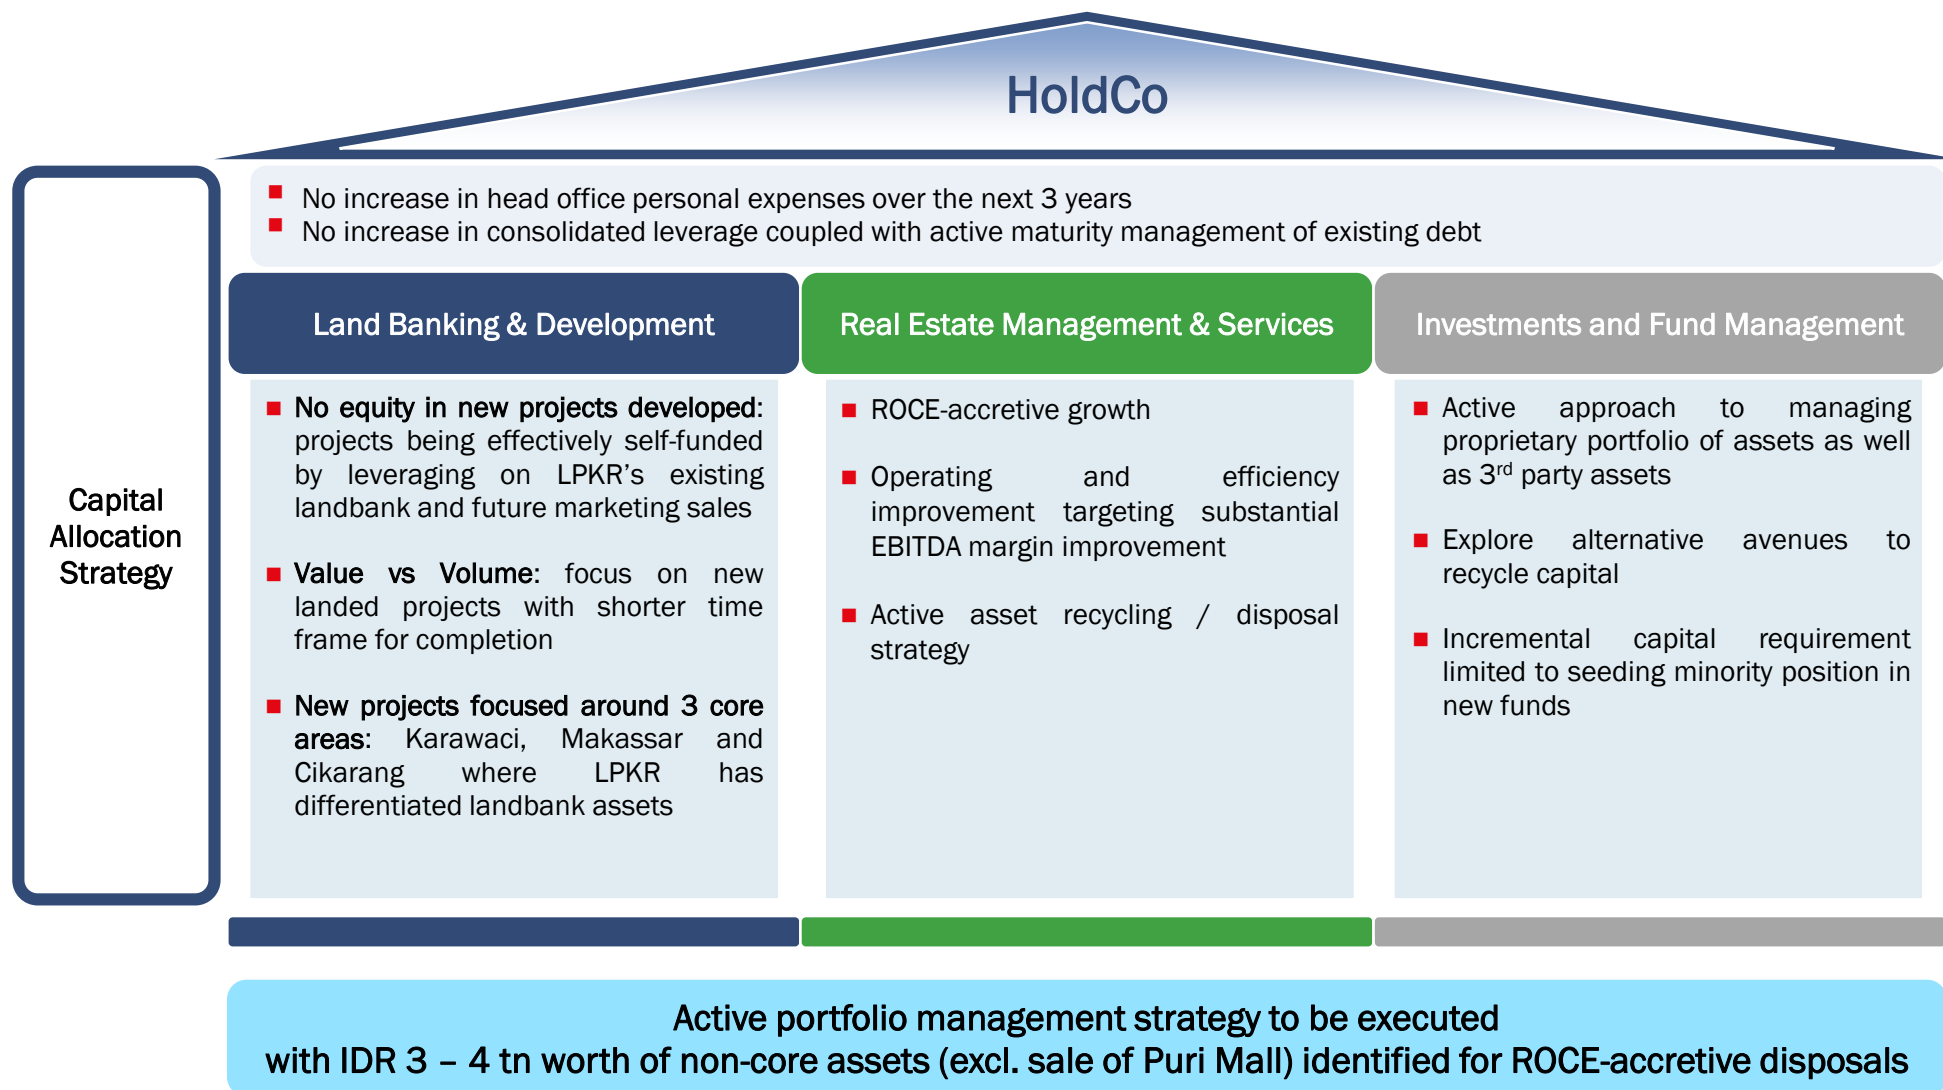 HoldCo
No increase in head office personal expenses over the next 3 years
No increase in consolidated leverage coupled with active maturity management of existing debt
Capital
Allocation
Strategy
Land Banking & Development
No equity in new projects developed:
projects being effectively self-funded
by leveraging on LPKR's existing
landbank and future marketing sales
Value vs Volume: focus on new
landed projects with shorter time
frame for completion
New projects focused around 3 core
areas: Karawaci, Makassar and
Cikarang where LPKR has
differentiated landbank assets
Real Estate Management & Services
ROCE-accretive growth
Operating and efficiency
improvement targeting substantial
EBITDA margin improvement
Active asset recycling / disposal
strategy
Investments and Fund Management
Active approach to managing
proprietary portfolio of assets as well
as 3rd party assets
Explore alternative avenues to
recycle capital
Incremental capital requirement
limited to seeding minority position in
new funds
Active portfolio management strategy to be executed
with IDR 3 – 4 tn worth of non-core assets (excl. sale of Puri Mall) identified for ROCE-accretive disposals